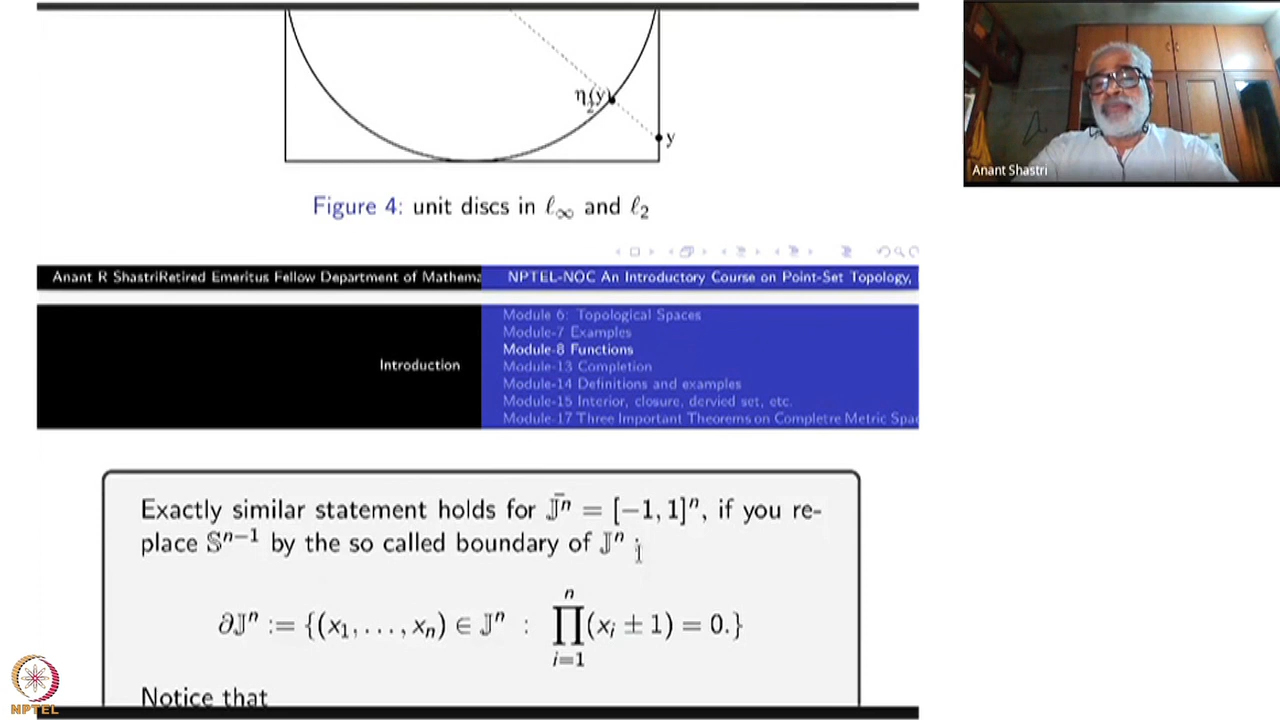 η₂(y)
y
Figure 4: unit discs in ℓ∞ and ℓ₂
Anant R ShastriRetired Emeritus Fellow Department of Mathema
NPTEL-NOC An Introductory Course on Point-Set Topology,
Introduction
Module 6: Topological Spaces
Module-7 Examples
Module-8 Functions
Module-13 Completion
Module-14 Definitions and examples
Module-15 Interior, closure, dervied set, etc.
Module-17 Three Important Theorems on Completre Metric Spa
Exactly similar statement holds for 𝕁̄ⁿ = [−1, 1]ⁿ, if you re-
place 𝕊ⁿ⁻¹ by the so called boundary of 𝕁ⁿ :
∂𝕁ⁿ := {(x₁, . . . , xₙ) ∈ 𝕁ⁿ : ∏ⁿᵢ₌₁(xᵢ ± 1) = 0.}
Notice that
Anant Shastri
NPTEL